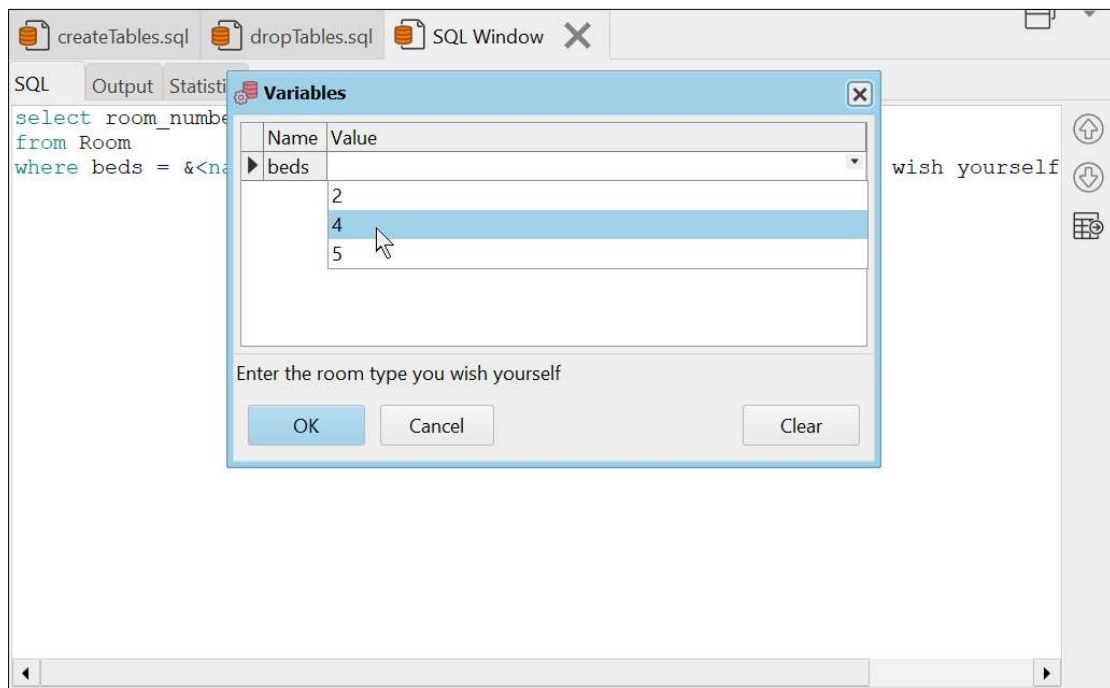 createTables.sql dropTables.sql SQL Window
SQL Output Statisti
select room_numbe
from Room
where beds = &<na wish yourself
Variables
Name Value
beds
2
4
5
Enter the room type you wish yourself
OK Cancel Clear